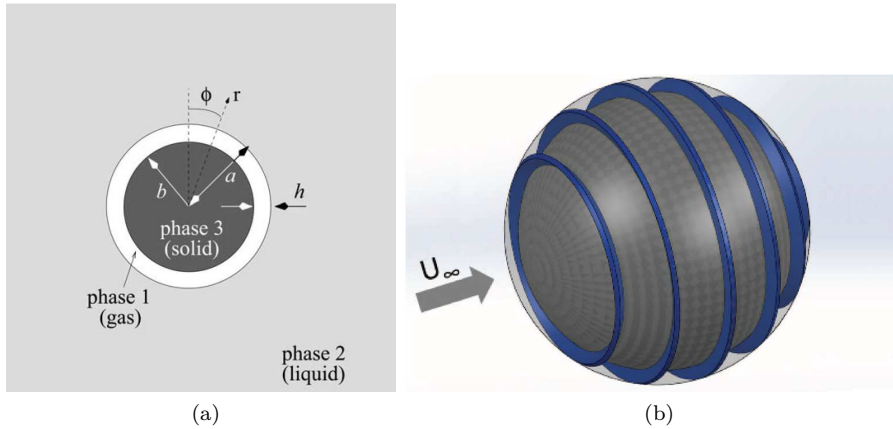 ϕ
r
a
b
h
phase 3
(solid)
phase 1
(gas)
phase 2
(liquid)
U∞
(a)
(b)